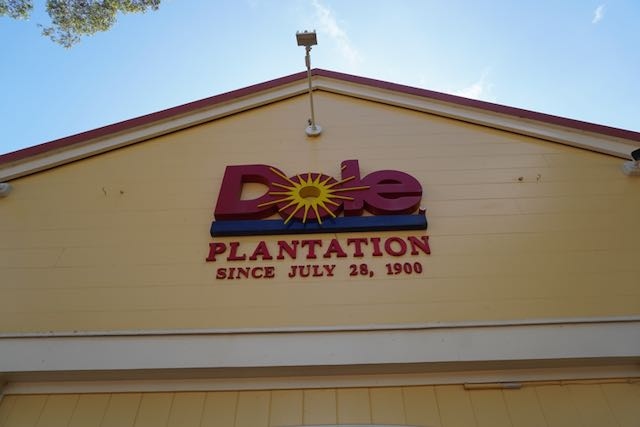 Dole
PLANTATION
SINCE JULY 28, 1900